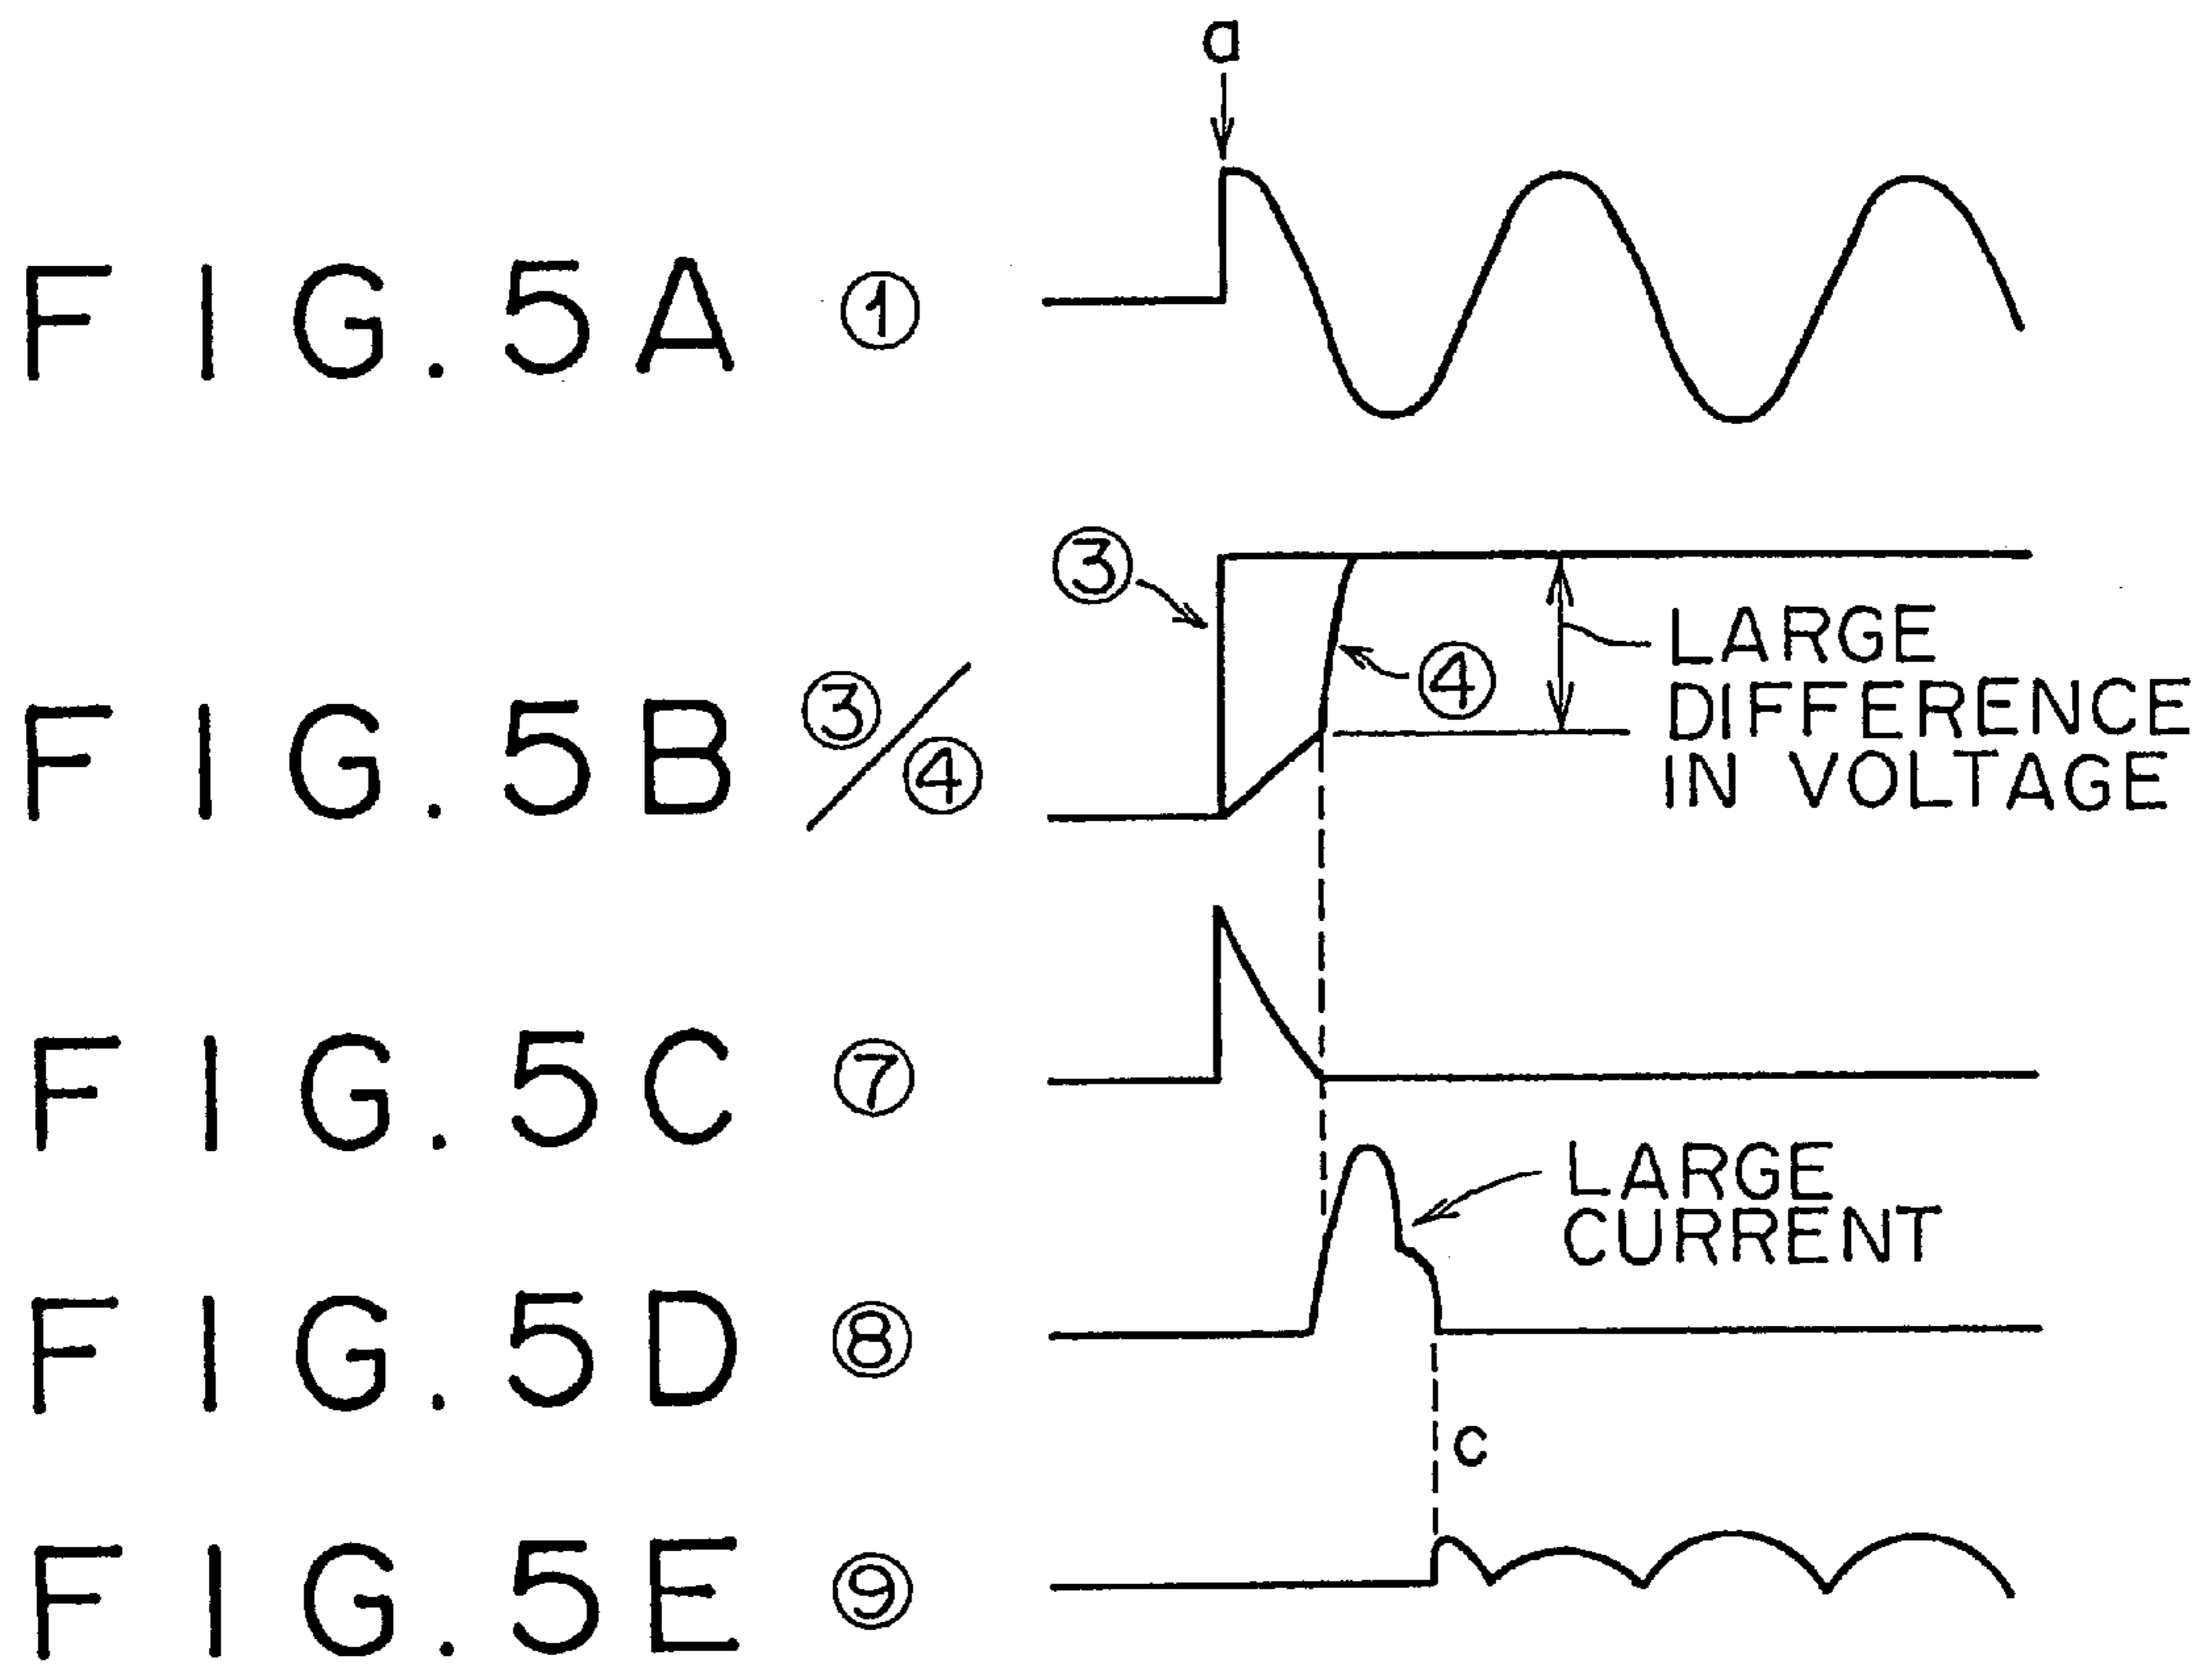 a
FIG. 5A ①
③
LARGE
④
DIFFERENCE
FIG. 5B ③/④
IN VOLTAGE
FIG. 5C ⑦
LARGE
CURRENT
FIG. 5D ⑧
c
FIG. 5E ⑨